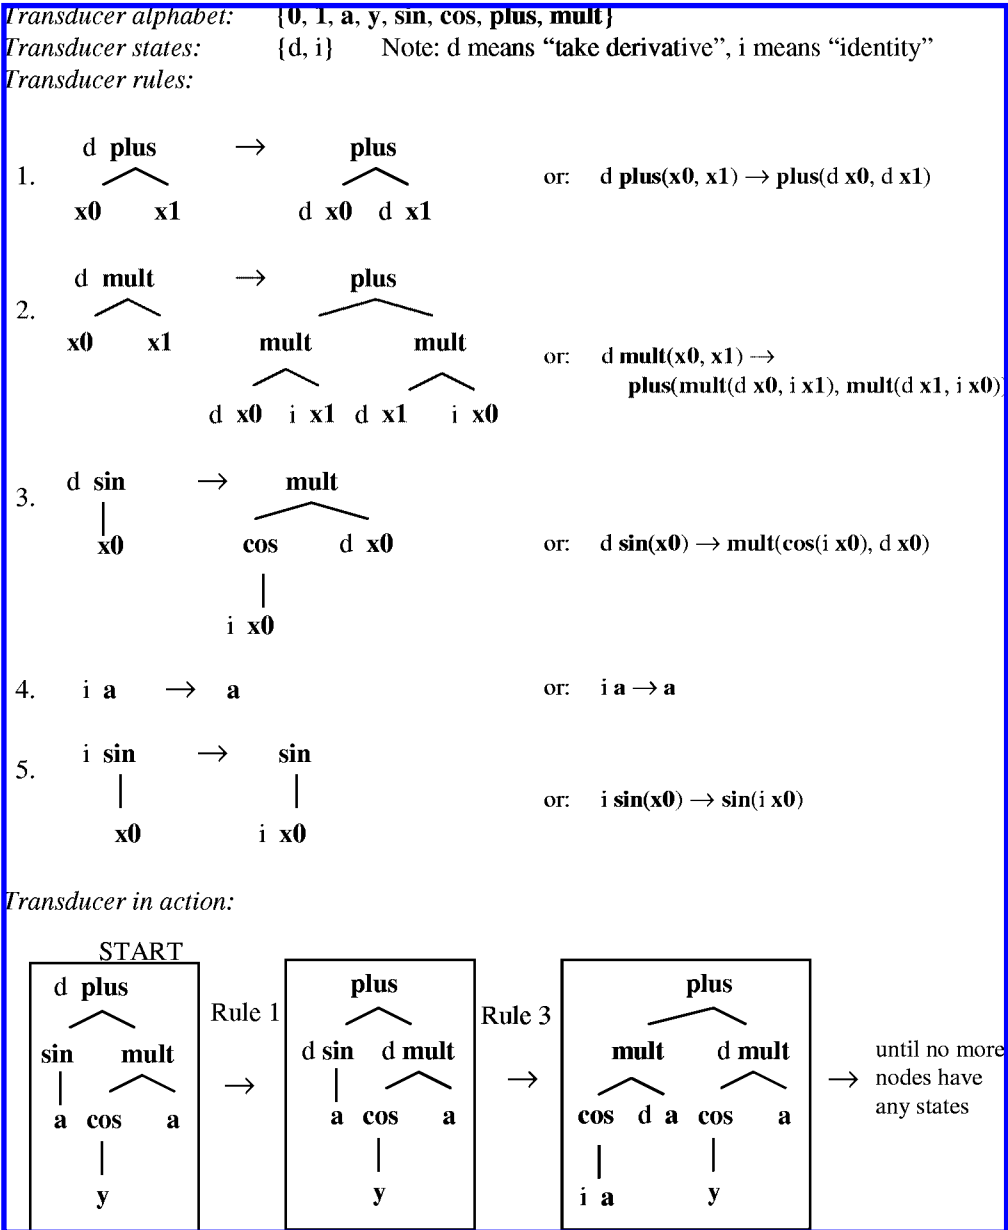 Transducer alphabet: {0, 1, a, y, sin, cos, plus, mult}
Transducer states: {d, i} Note: d means “take derivative”, i means “identity”
Transducer rules:
d plus → plus
1. or: d plus(x0, x1) → plus(d x0, d x1)
x0 x1 d x0 d x1
d mult → plus
2.
x0 x1 mult mult
or: d mult(x0, x1) →
plus(mult(d x0, i x1), mult(d x1, i x0))
d x0 i x1 d x1 i x0
d sin → mult
3.
x0 cos d x0 or: d sin(x0) → mult(cos(i x0), d x0)
i x0
4. i a → a or: i a → a
i sin → sin
5.
or: i sin(x0) → sin(i x0)
x0 i x0
Transducer in action:
START
d plus
sin mult
a cos a
y
Rule 1
→
plus
d sin d mult
a cos a
y
Rule 3
→
plus
mult d mult
cos d a cos a
i a y
→
until no more
nodes have
any states